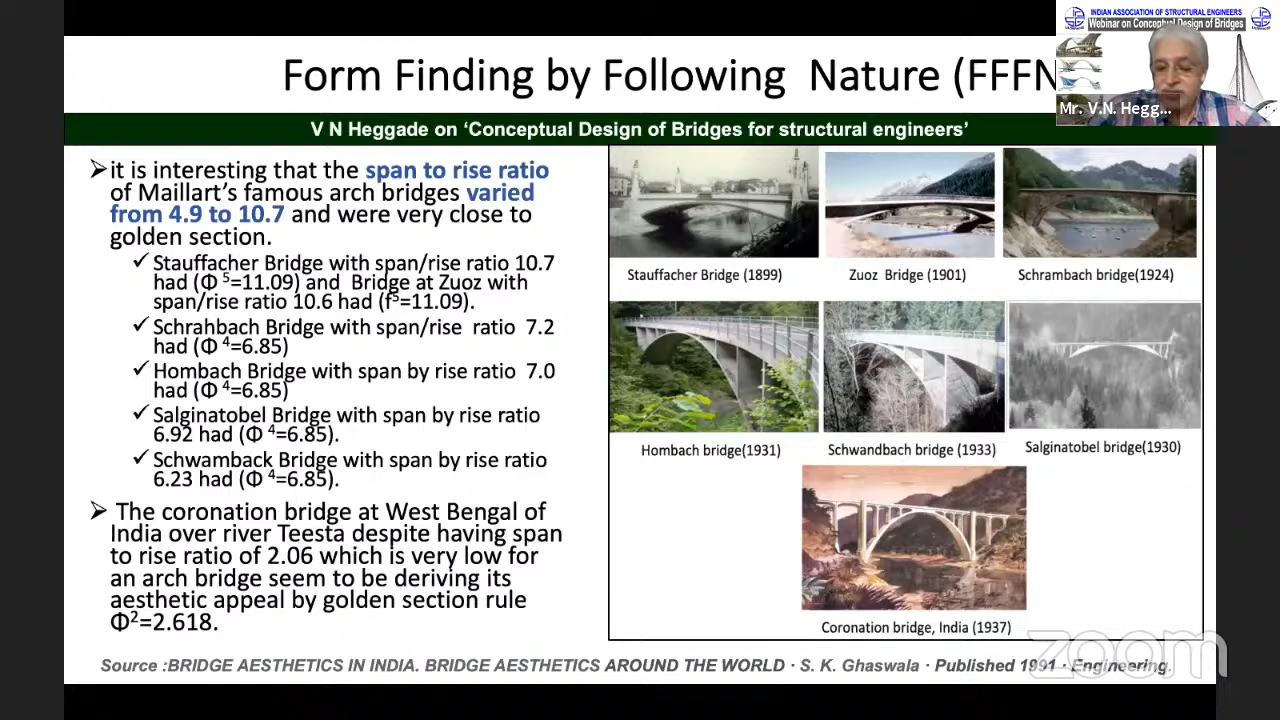 INDIAN ASSOCIATION OF STRUCTURAL ENGINEERS
Webinar on Conceptual Design of Bridges
Form Finding by Following Nature (FFFN
Mr. V.N. Hegg...
V N Heggade on ‘Conceptual Design of Bridges for structural engineers’
➢it is interesting that the span to rise ratio
of Maillart’s famous arch bridges varied
from 4.9 to 10.7 and were very close to
golden section.
✓ Stauffacher Bridge with span/rise ratio 10.7
had (Φ ⁵=11.09) and Bridge at Zuoz with
span/rise ratio 10.6 had (f⁵=11.09).
✓ Schrahbach Bridge with span/rise ratio 7.2
had (Φ ⁴=6.85)
✓ Hombach Bridge with span by rise ratio 7.0
had (Φ ⁴=6.85)
✓ Salginatobel Bridge with span by rise ratio
6.92 had (Φ ⁴=6.85).
✓ Schwamback Bridge with span by rise ratio
6.23 had (Φ ⁴=6.85).
➢ The coronation bridge at West Bengal of
India over river Teesta despite having span
to rise ratio of 2.06 which is very low for
an arch bridge seem to be deriving its
aesthetic appeal by golden section rule
Φ²=2.618.
Stauffacher Bridge (1899)
Zuoz Bridge (1901)
Schrambach bridge(1924)
Hombach bridge(1931)
Schwandbach bridge (1933)
Salginatobel bridge(1930)
Coronation bridge, India (1937)
Source :BRIDGE AESTHETICS IN INDIA. BRIDGE AESTHETICS AROUND THE WORLD · S. K. Ghaswala · Published 1991 · Engineering.
zoom